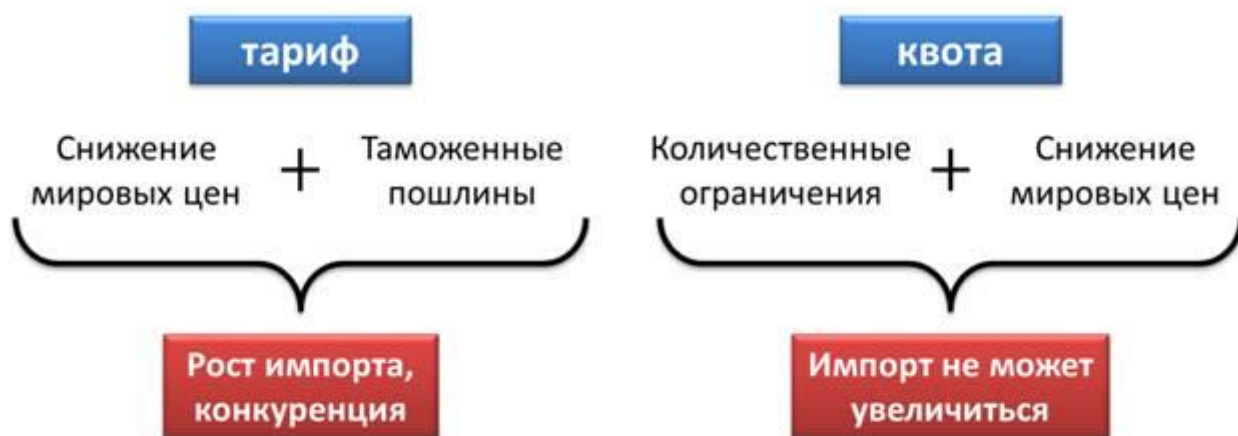 тариф
квота
Снижение
мировых цен
+
Таможенные
пошлины
Количественные
ограничения
+
Снижение
мировых цен
Рост импорта,
конкуренция
Импорт не может
увеличиться